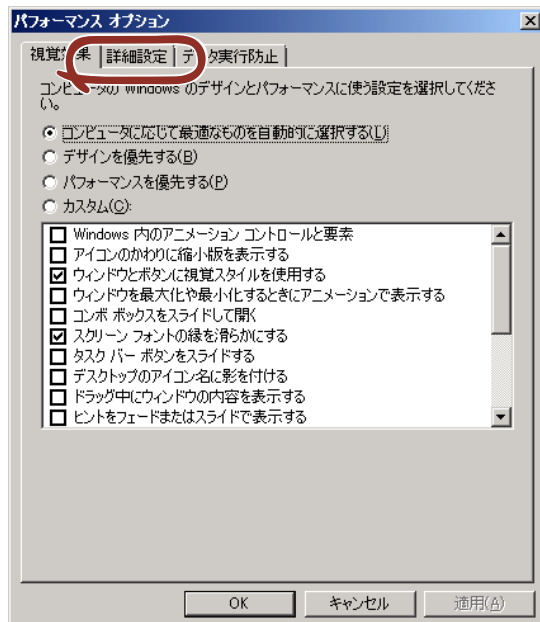 パフォーマンス オプション
視覚効果 詳細設定 データ実行防止
コンピュータの Windows のデザインとパフォーマンスに使う設定を選択してくださ
い。
コンピュータに応じて最適なものを自動的に選択する(L)
デザインを優先する(B)
パフォーマンスを優先する(P)
カスタム(C):
Windows 内のアニメーション コントロールと要素
アイコンのかわりに縮小版を表示する
ウィンドウとボタンに視覚スタイルを使用する
ウィンドウを最大化や最小化するときにアニメーションで表示する
コンボ ボックスをスライドして開く
スクリーン フォントの縁を滑らかにする
タスク バー ボタンをスライドする
デスクトップのアイコン名に影を付ける
ドラッグ中にウィンドウの内容を表示する
ヒントをフェードまたはスライドで表示する
OK キャンセル 適用(A)